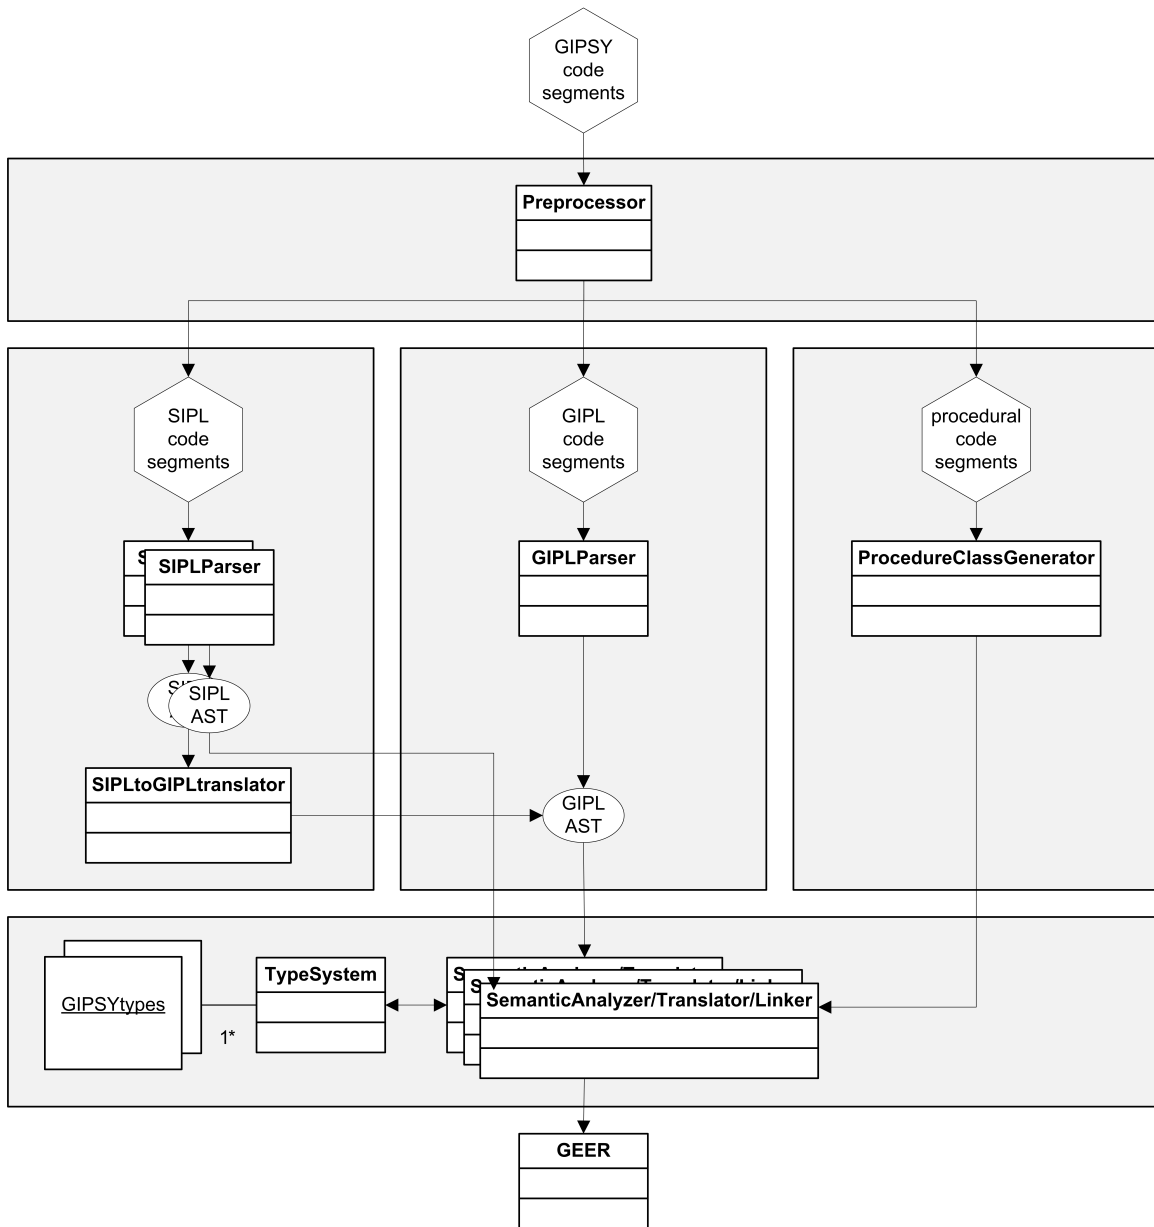 GIPSY
code
segments
Preprocessor
SIPL
code
segments
GIPL
code
segments
procedural
code
segments
SIPLParser
GIPLParser
ProcedureClassGenerator
SIPL
AST
SIPLtoGIPLtranslator
GIPL
AST
GIPSYtypes
1*
TypeSystem
SemanticAnalyzer/Translator/Linker
GEER